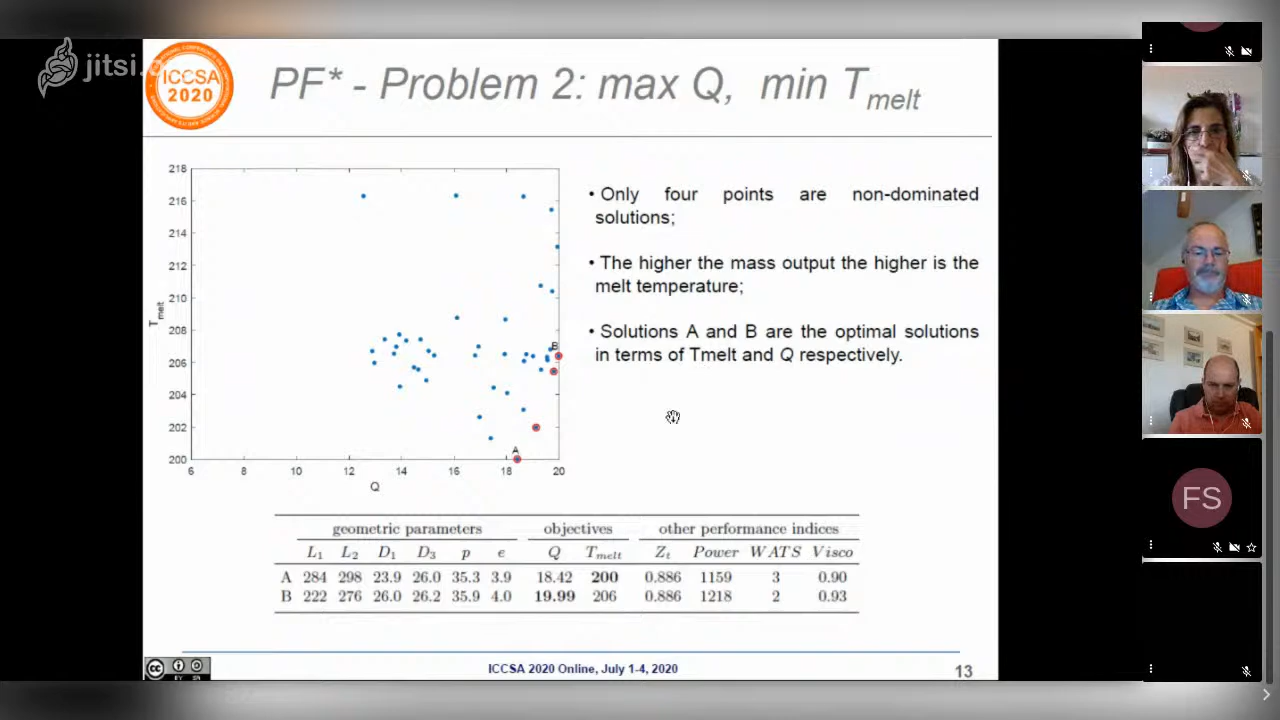 jitsi.o
ICCSA
2020
PF* - Problem 2: max Q, min Tmelt
218
216
214
212
210
208
206
204
202
200
Tmelt
6
8
10
12
14
16
18
20
Q
A
B
• Only four points are non-dominated
solutions;
• The higher the mass output the higher is the
melt temperature;
• Solutions A and B are the optimal solutions
in terms of Tmelt and Q respectively.
geometric parameters objectives other performance indices
L1 L2 D1 D3 p e Q Tmelt Zt Power WATS Visco
A 284 298 23.9 26.0 35.3 3.9 18.42 200 0.886 1159 3 0.90
B 222 276 26.0 26.2 35.9 4.0 19.99 206 0.886 1218 2 0.93
cc
BY SA
ICCSA 2020 Online, July 1-4, 2020
13
FS